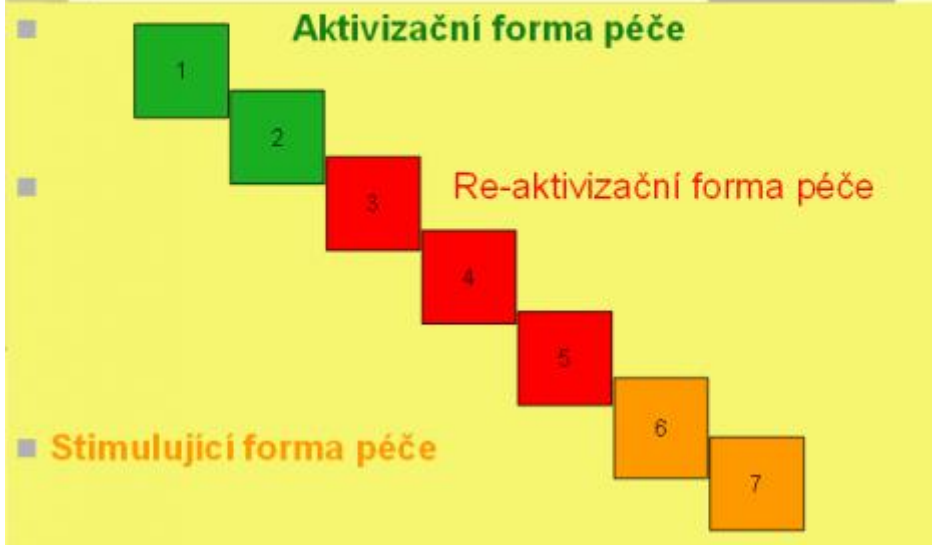 Aktivizační forma péče
1
2
Re-aktivizační forma péče
3
4
5
6
Stimulující forma péče
7